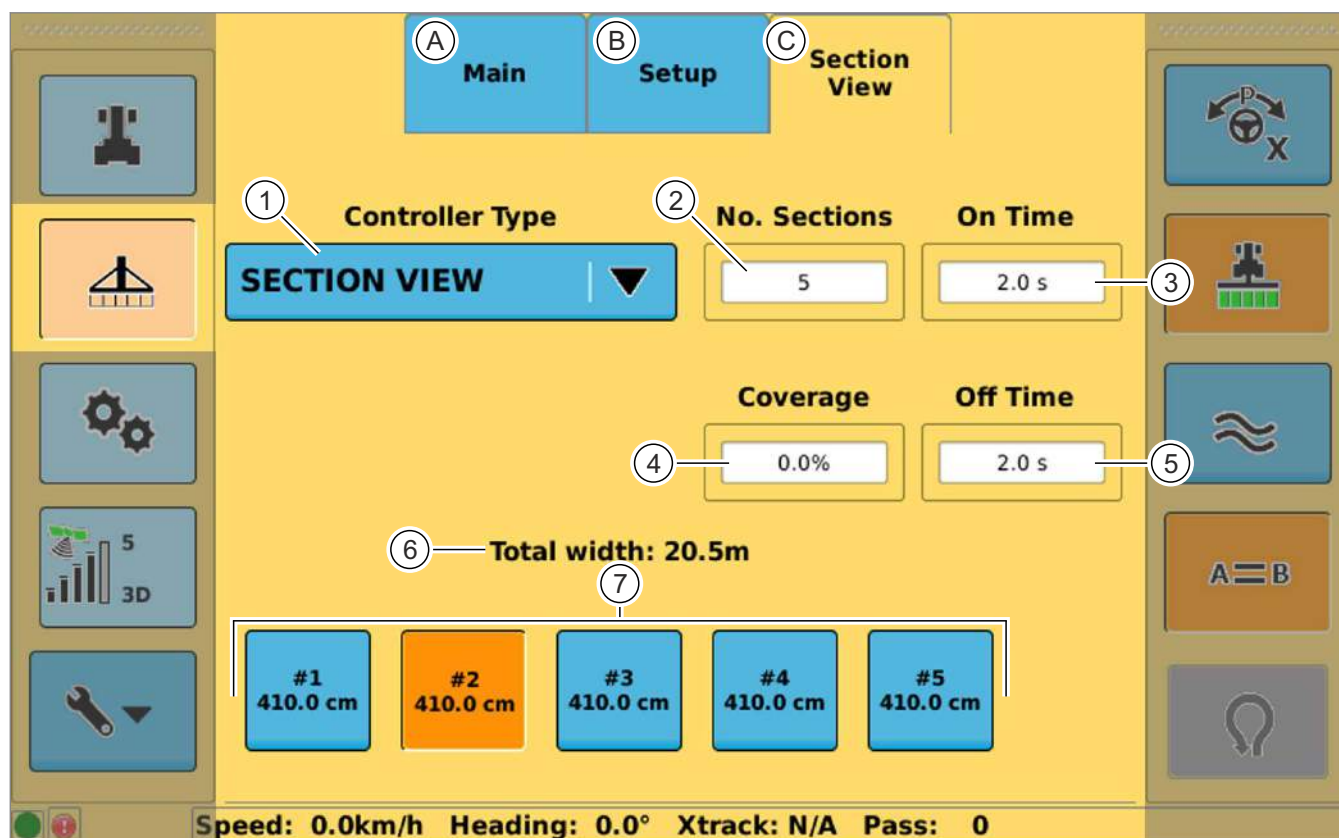 A
Main
B
Setup
C
Section
View
P
X
1
Controller Type
2
No. Sections
On Time
SECTION VIEW
5
2.0 s
3
Coverage
Off Time
4
0.0%
2.0 s
5
5
3D
6
Total width: 20.5m
7
A B
#1
410.0 cm
#2
410.0 cm
#3
410.0 cm
#4
410.0 cm
#5
410.0 cm
Speed: 0.0km/h Heading: 0.0° Xtrack: N/A Pass: 0